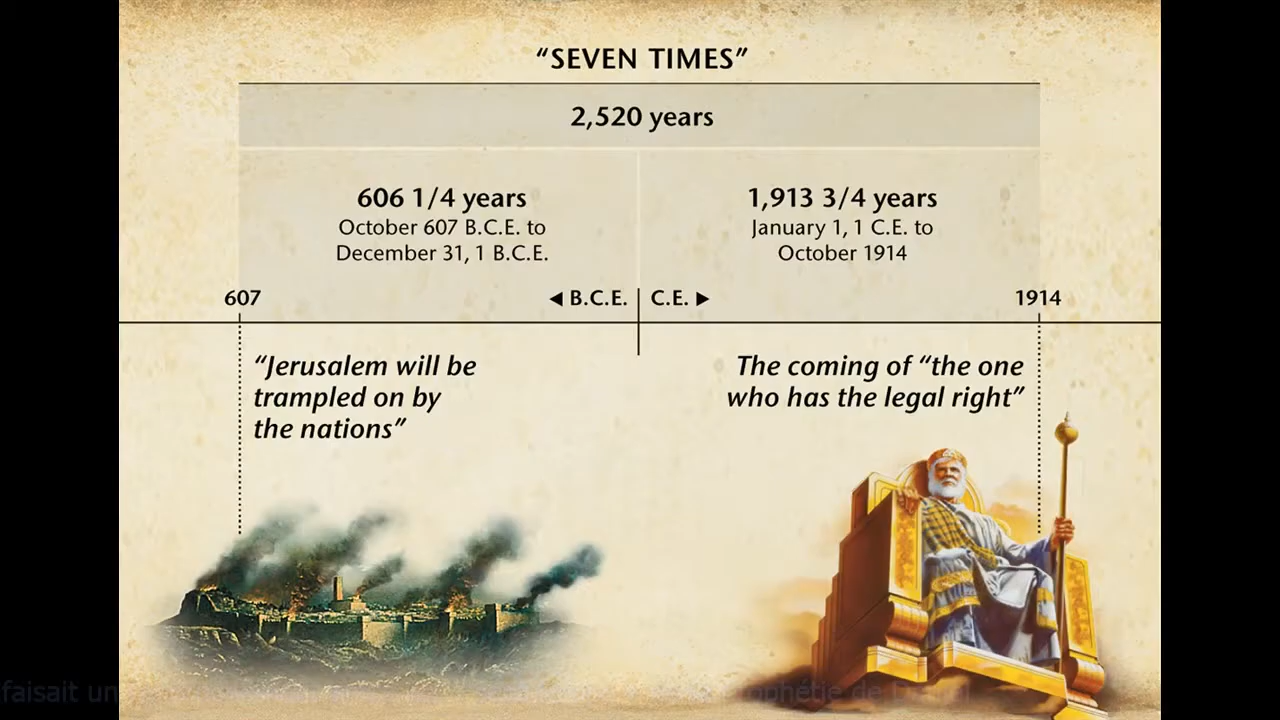 “SEVEN TIMES”
2,520 years
606 1/4 years
October 607 B.C.E. to
December 31, 1 B.C.E.
1,913 3/4 years
January 1, 1 C.E. to
October 1914
607
◀ B.C.E.
C.E. ▶
1914
“Jerusalem will be
trampled on by
the nations”
The coming of “the one
who has the legal right”
faisait un